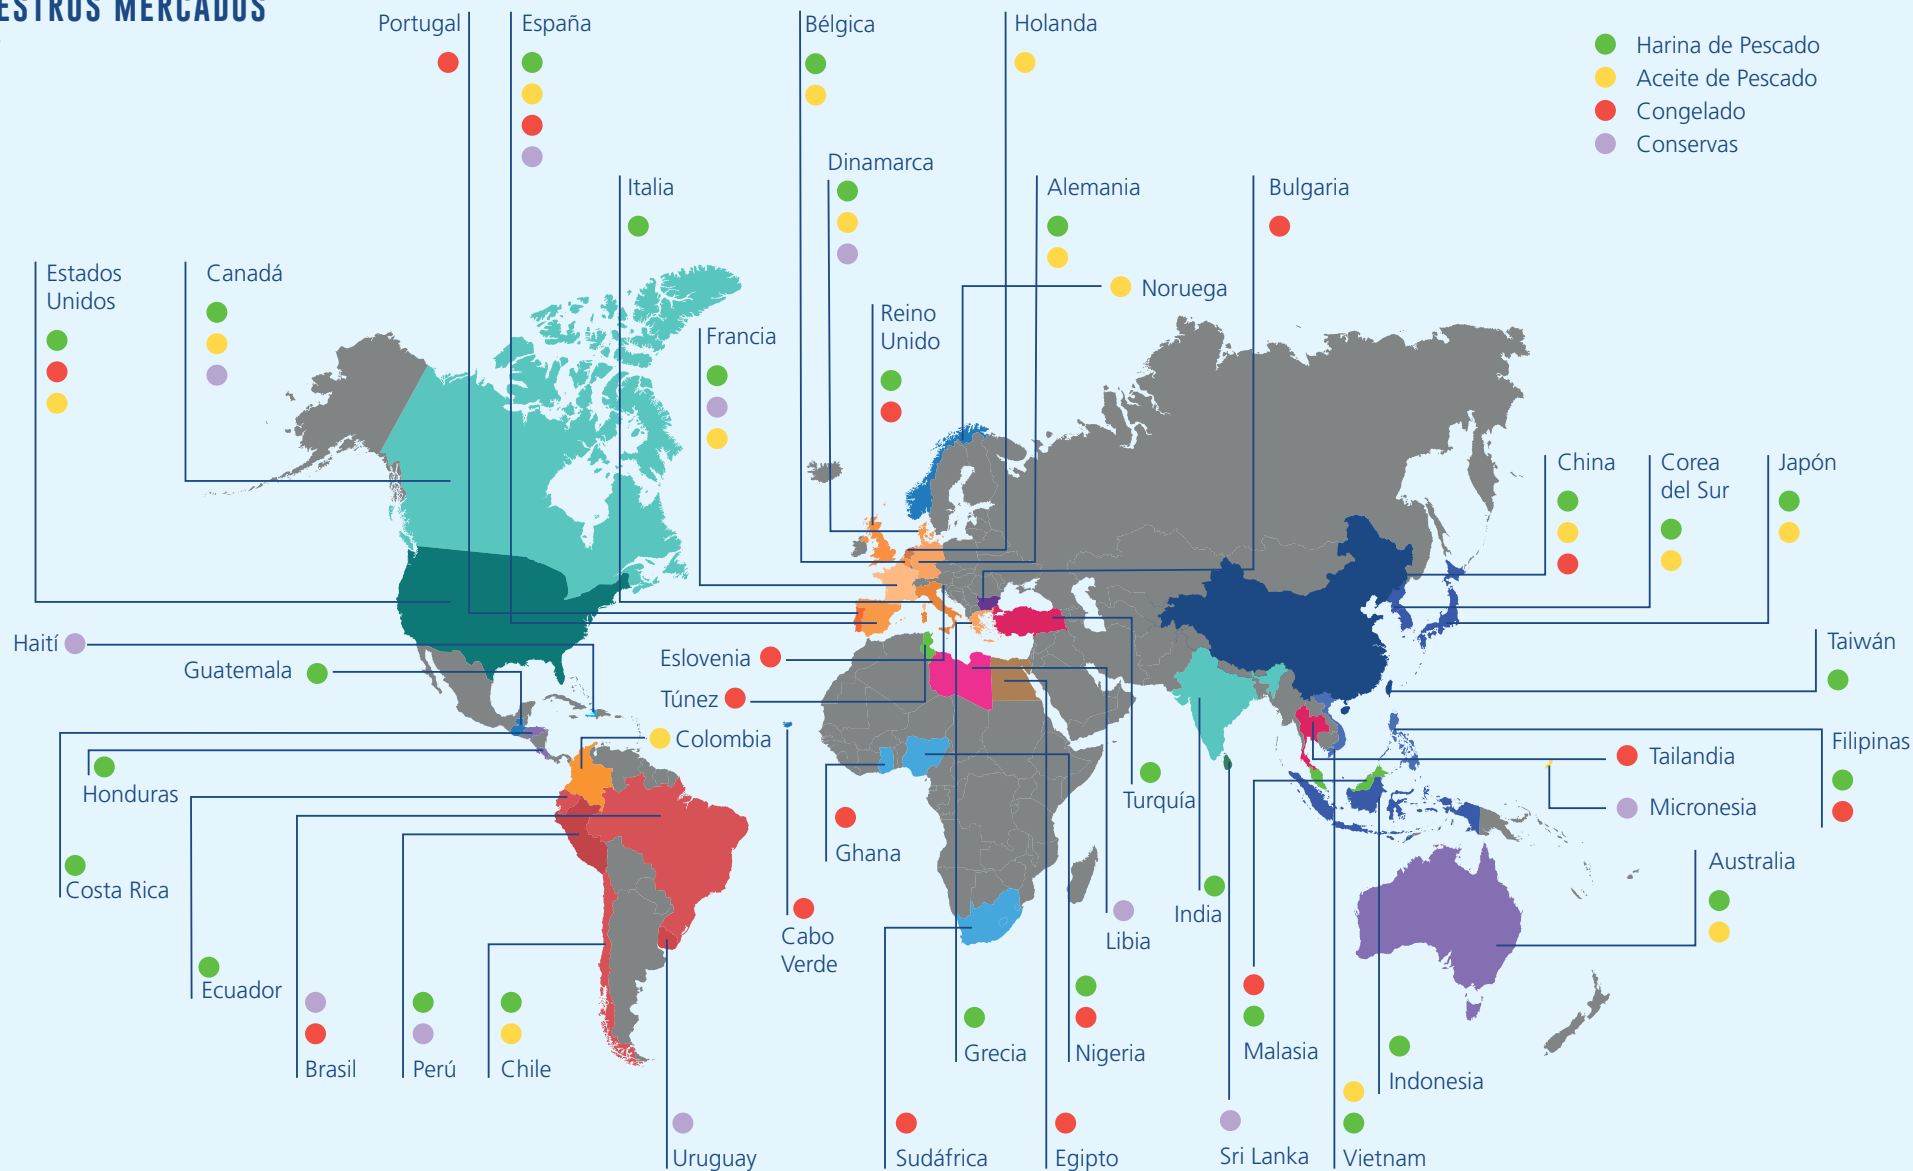 MERCADOS
Portugal
España
Bélgica
Holanda
Harina de Pescado
Aceite de Pescado
Congelado
Conservas
Dinamarca
Italia
Alemania
Bulgaria
Estados
Unidos
Canadá
Noruega
Reino
Unido
Francia
China
Corea
del Sur
Japón
Haití
Guatemala
Eslovenia
Túnez
Taiwán
Colombia
Filipinas
Tailandia
Honduras
Turquía
Micronesia
Ghana
Australia
Costa Rica
India
Cabo
Verde
Libia
Ecuador
Brasil
Perú
Chile
Grecia
Nigeria
Malasia
Indonesia
Uruguay
Sudáfrica
Egipto
Sri Lanka
Vietnam